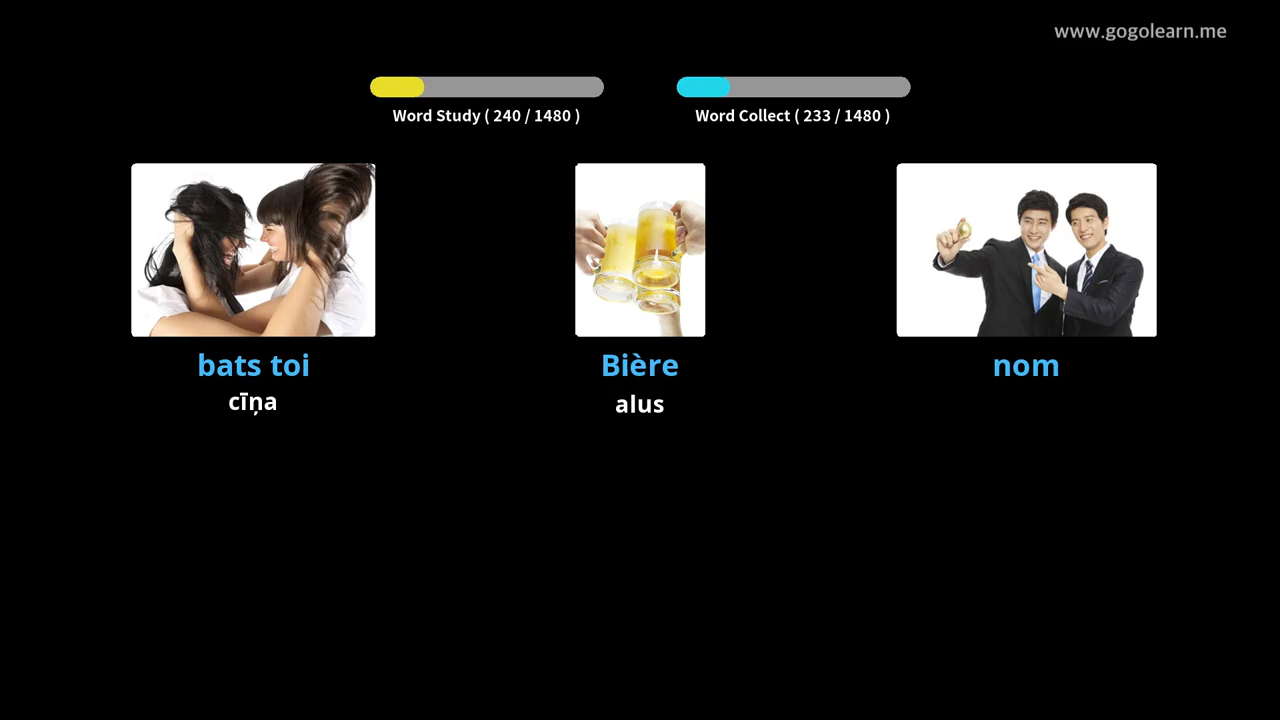 www.gogolearn.me
Word Study ( 240 / 1480 )
Word Collect ( 233 / 1480 )
bats toi
Bière
nom
cīņa
alus